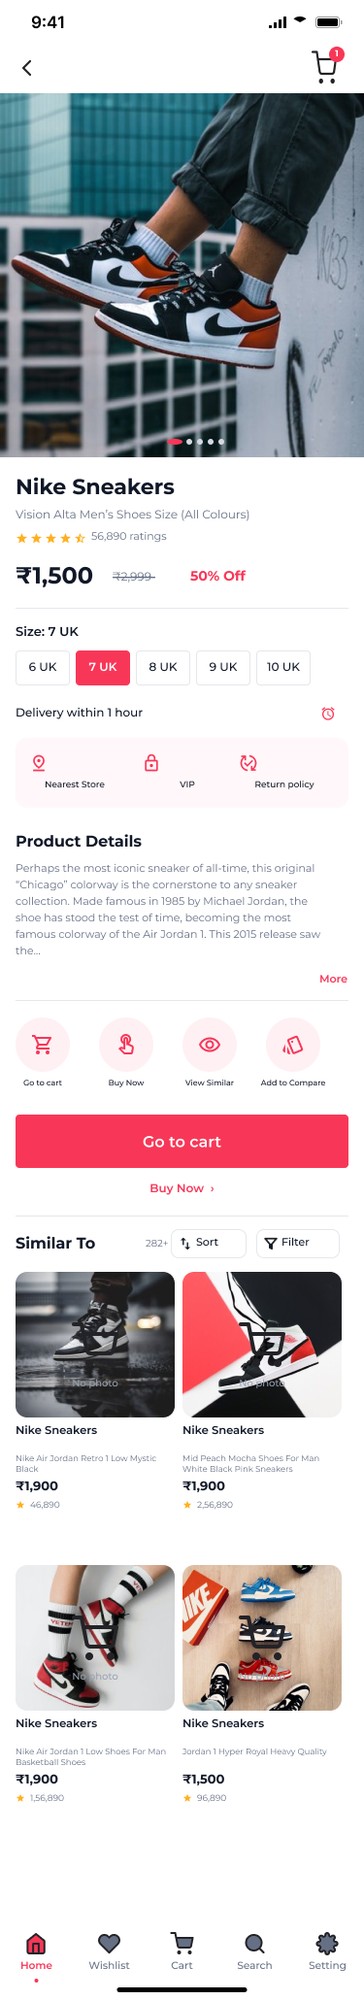 9:41
1
Nike Sneakers
Vision Alta Men's Shoes Size (All Colours)
56,890 ratings
₹1,500 ₹2,999 50% Off
Size: 7 UK
6 UK 7 UK 8 UK 9 UK 10 UK
Delivery within 1 hour
Nearest Store VIP Return policy
Product Details
Perhaps the most iconic sneaker of all-time, this original
“Chicago” colorway is the cornerstone to any sneaker
collection. Made famous in 1985 by Michael Jordan, the
shoe has stood the test of time, becoming the most
famous colorway of the Air Jordan 1. This 2015 release saw
the...
More
Go to cart Buy Now View Similar Add to Compare
Go to cart
Buy Now ›
Similar To 282+ Sort Filter
No photo No photo
Nike Sneakers
Nike Air Jordan Retro 1 Low Mystic
Black
₹1,900
46,890
Nike Sneakers
Mid Peach Mocha Shoes For Man
White Black Pink Sneakers
₹1,900
2,56,890
No photo
NIKE
No photo
Nike Sneakers
Nike Air Jordan 1 Low Shoes For Man
Basketball Shoes
₹1,900
1,56,890
Nike Sneakers
Jordan 1 Hyper Royal Heavy Quality
₹1,500
96,890
Home Wishlist Cart Search Setting